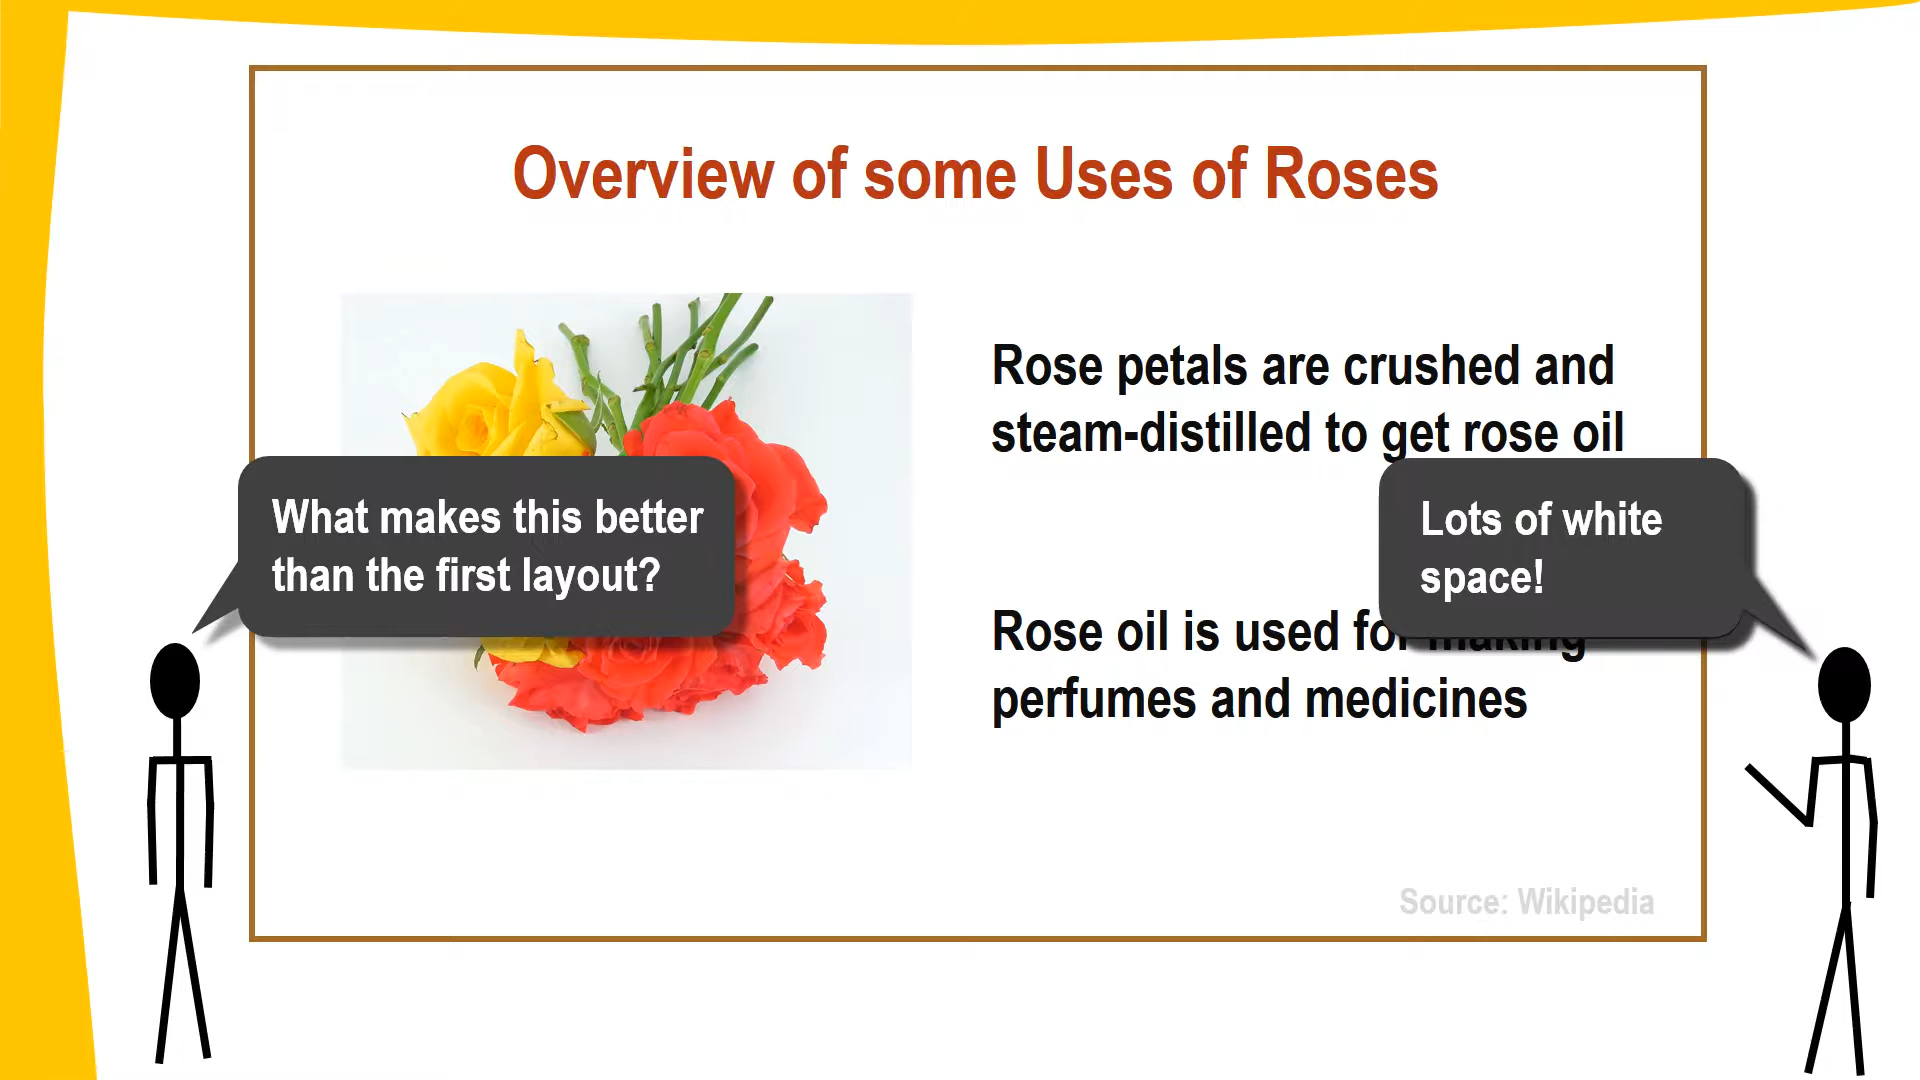 Overview of some Uses of Roses
Rose petals are crushed and
steam-distilled to get rose oil
What makes this better
than the first layout?
Lots of white
space!
Rose oil is used for making
perfumes and medicines
Source: Wikipedia